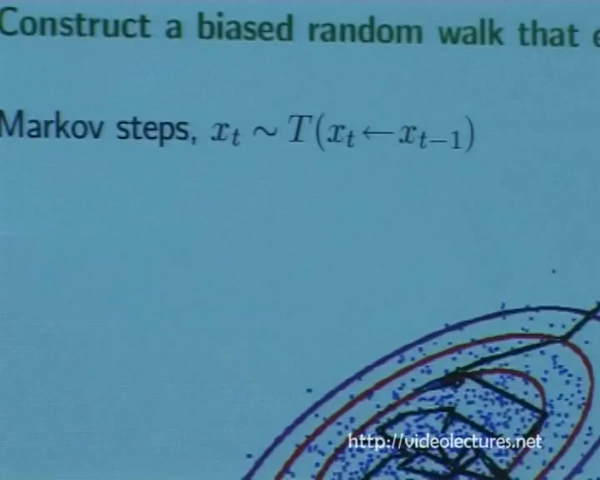 Construct a biased random walk that
Markov steps, $x_t \sim T(x_t \leftarrow x_{t-1})$
http://videolectures.net